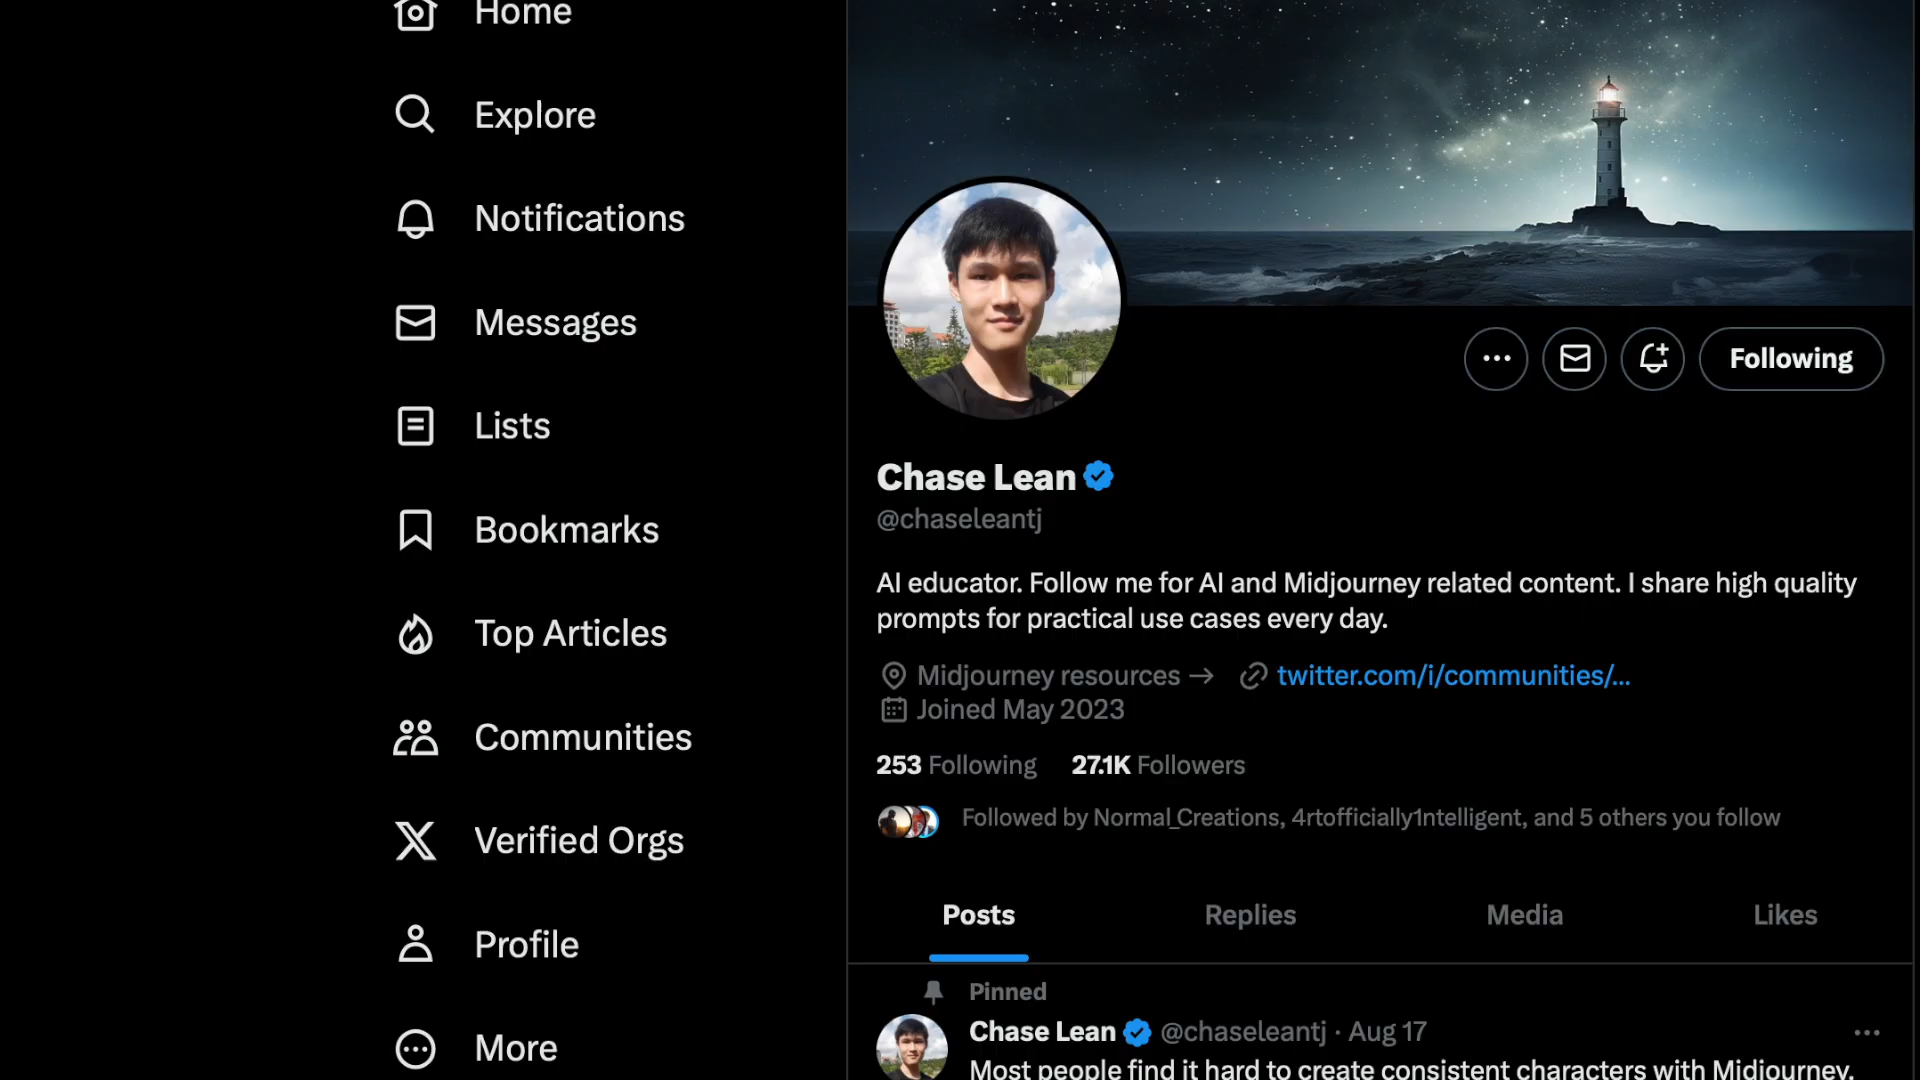 Home
Explore
Notifications
Messages
Lists
Bookmarks
Top Articles
Communities
Verified Orgs
Profile
More
Following
Chase Lean
@chaseleantj
AI educator. Follow me for AI and Midjourney related content. I share high quality
prompts for practical use cases every day.
Midjourney resources → twitter.com/i/communities/...
Joined May 2023
253 Following 27.1K Followers
Followed by Normal_Creations, 4rtofficially1ntelligent, and 5 others you follow
Posts Replies Media Likes
Pinned
Chase Lean @chaseleantj · Aug 17
Most people find it hard to create consistent characters with Midjourney.